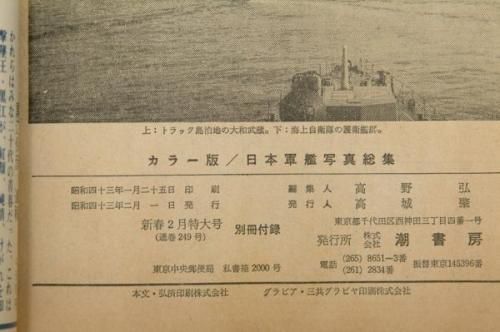 上:トラック島泊地の大和武蔵。下:海上自衛隊の護衛艦群。
カラー版/日本軍艦写真総集
昭和四十三年一月二十五日 印刷
昭和四十三年二月一日 発行
新春2月特大号
(通巻249号)
別冊付録
東京中央郵便局 私書箱2000号
編集人 高野弘
発行人 高城肇
東京都千代田区西神田三丁目四番一号
発行所 株式会社 潮書房
電話 (265) 8651―3番
(261) 2834番
振替東京145396番
本文・弘済印刷株式会社 グラビア・三共グラビヤ印刷株式会社